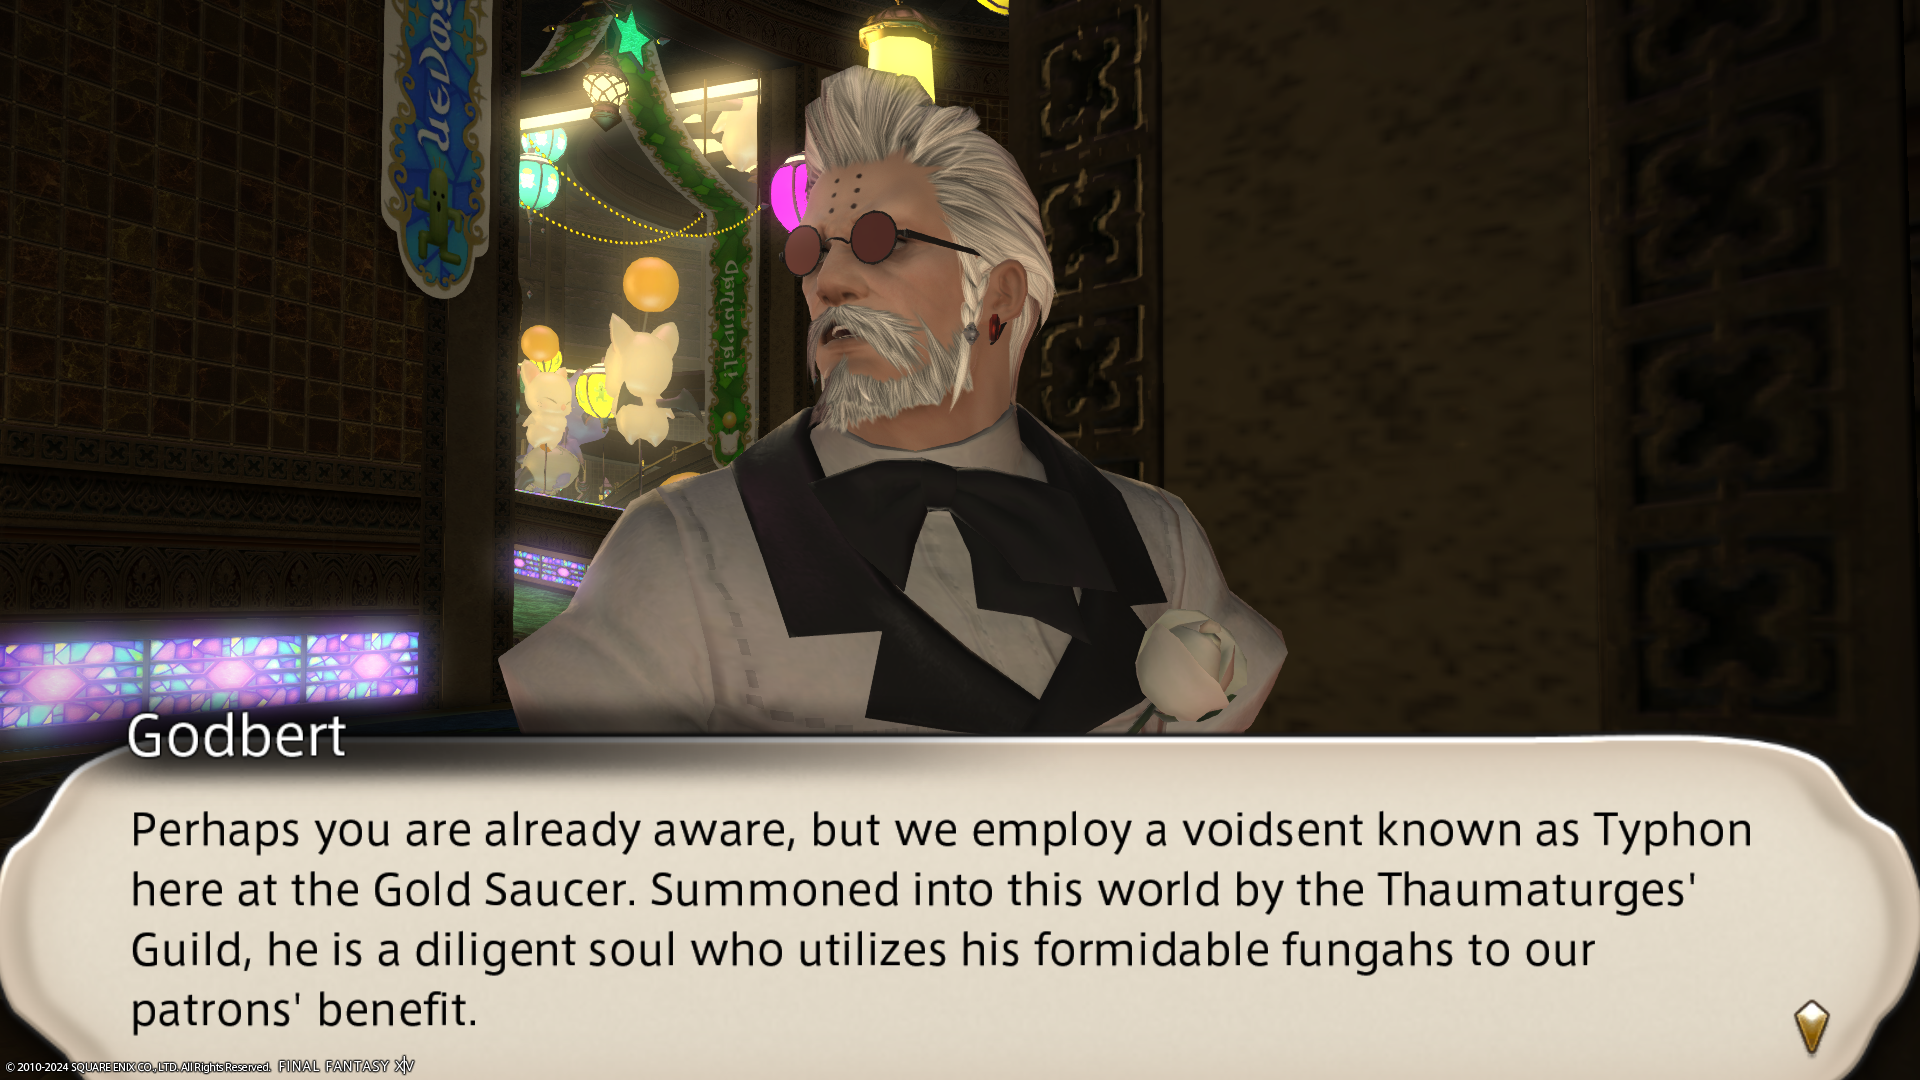 Godbert
Perhaps you are already aware, but we employ a voidsent known as Typhon
here at the Gold Saucer. Summoned into this world by the Thaumaturges'
Guild, he is a diligent soul who utilizes his formidable fungahs to our
patrons' benefit.
© 2010-2024 SQUARE ENIX CO., LTD. All Rights Reserved. FINAL FANTASY XIV